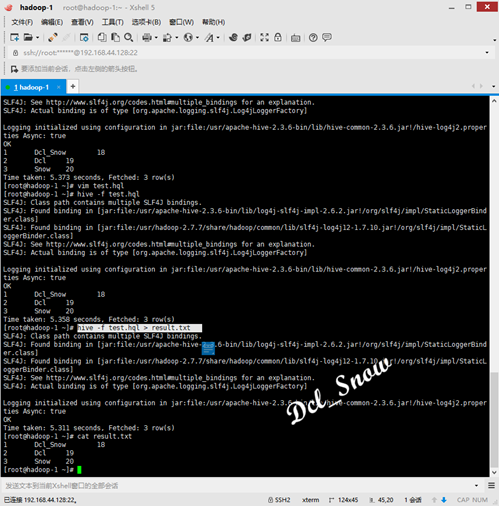 hadoop-1 root@hadoop-1:~ - Xshell 5
文件(F) 编辑(E) 查看(V) 工具(T) 选项卡(B) 窗口(W) 帮助(H)
ssh://root:******@192.168.44.128:22
要添加当前会话，点击左侧的箭头按钮。
1 hadoop-1
SLF4J: See http://www.slf4j.org/codes.html#multiple_bindings for an explanation.
SLF4J: Actual binding is of type [org.apache.logging.slf4j.Log4jLoggerFactory]
Logging initialized using configuration in jar:file:/usr/apache-hive-2.3.6-bin/lib/hive-common-2.3.6.jar!/hive-log4j2.proper
ties Async: true
OK
1 Dcl_Snow 18
2 Dcl 19
3 Snow 20
Time taken: 5.373 seconds, Fetched: 3 row(s)
[root@hadoop-1 ~]# vim test.hql
[root@hadoop-1 ~]# hive -f test.hql
SLF4J: Class path contains multiple SLF4J bindings.
SLF4J: Found binding in [jar:file:/usr/apache-hive-2.3.6-bin/lib/log4j-slf4j-impl-2.6.2.jar!/org/slf4j/impl/StaticLoggerBind
er.class]
SLF4J: Found binding in [jar:file:/usr/hadoop-2.7.7/share/hadoop/common/lib/slf4j-log4j12-1.7.10.jar!/org/slf4j/impl/StaticL
oggerBinder.class]
SLF4J: See http://www.slf4j.org/codes.html#multiple_bindings for an explanation.
SLF4J: Actual binding is of type [org.apache.logging.slf4j.Log4jLoggerFactory]
Logging initialized using configuration in jar:file:/usr/apache-hive-2.3.6-bin/lib/hive-common-2.3.6.jar!/hive-log4j2.proper
ties Async: true
OK
1 Dcl_Snow 18
2 Dcl 19
3 Snow 20
Time taken: 5.358 seconds, Fetched: 3 row(s)
[root@hadoop-1 ~]# hive -f test.hql > result.txt
SLF4J: Class path contains multiple SLF4J bindings.
SLF4J: Found binding in [jar:file:/usr/apache-hive-2.3.6-bin/lib/log4j-slf4j-impl-2.6.2.jar!/org/slf4j/impl/StaticLoggerBind
er.class]
SLF4J: Found binding in [jar:file:/usr/hadoop-2.7.7/share/hadoop/common/lib/slf4j-log4j12-1.7.10.jar!/org/slf4j/impl/StaticL
oggerBinder.class]
SLF4J: See http://www.slf4j.org/codes.html#multiple_bindings for an explanation.
SLF4J: Actual binding is of type [org.apache.logging.slf4j.Log4jLoggerFactory]
Dcl_Snow
Logging initialized using configuration in jar:file:/usr/apache-hive-2.3.6-bin/lib/hive-common-2.3.6.jar!/hive-log4j2.proper
ties Async: true
OK
Time taken: 5.311 seconds, Fetched: 3 row(s)
[root@hadoop-1 ~]# cat result.txt
1 Dcl_Snow 18
2 Dcl 19
3 Snow 20
[root@hadoop-1 ~]#
发送文本到当前Xshell窗口的全部会话
已连接 192.168.44.128:22。 SSH2 xterm 124x45 45,20 1 会话 CAP NUM